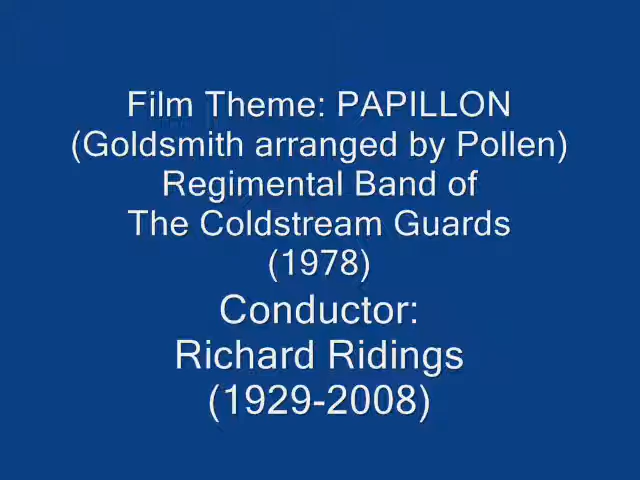 Film Theme: PAPILLON
(Goldsmith arranged by Pollen)
Regimental Band of
The Coldstream Guards
(1978)
Conductor:
Richard Ridings
(1929-2008)